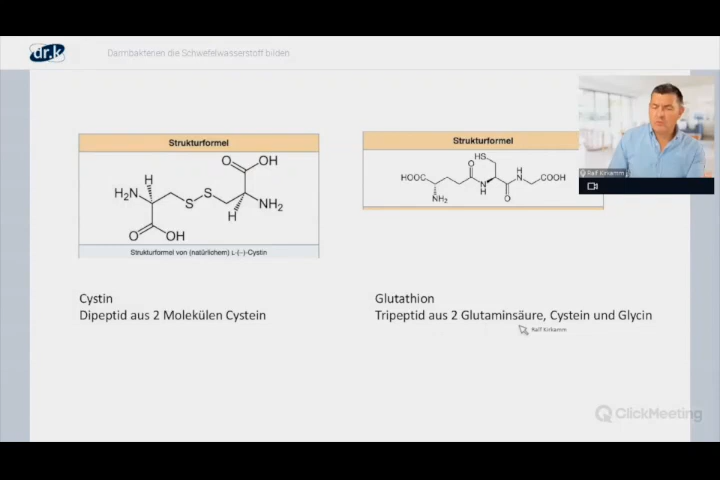 dr.k
Darmbakterien die Schwefelwasserstoff bilden
Strukturformel
O OH
H
H₂N
S
S
H
NH₂
O OH
Strukturformel von (natürlichem) L-(–)-Cystin
Strukturformel
HS
O
H
N
HOOC
COOH
N
H
NH₂
O
Ralf Kirkamm
Cystin
Dipeptid aus 2 Molekülen Cystein
Glutathion
Tripeptid aus 2 Glutaminsäure, Cystein und Glycin
Ralf Kirkamm
ClickMeeting